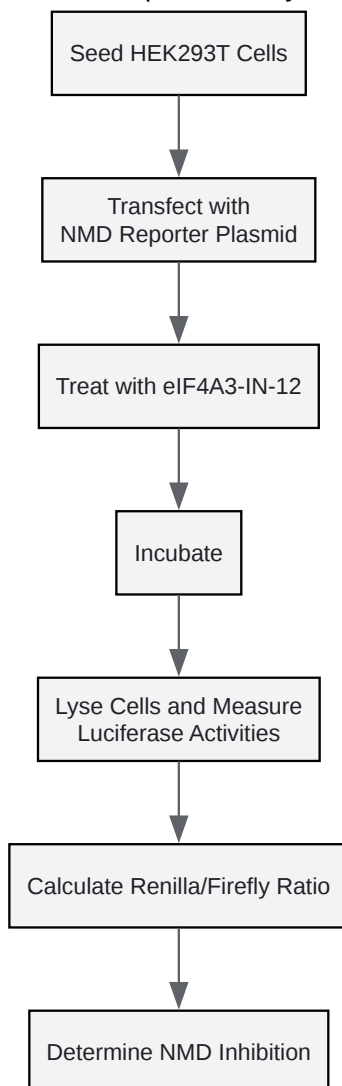 Seed HEK293T Cells
Transfect with
NMD Reporter Plasmid
Treat with eIF4A3-IN-12
Incubate
Lyse Cells and Measure
Luciferase Activities
Calculate Renilla/Firefly Ratio
Determine NMD Inhibition